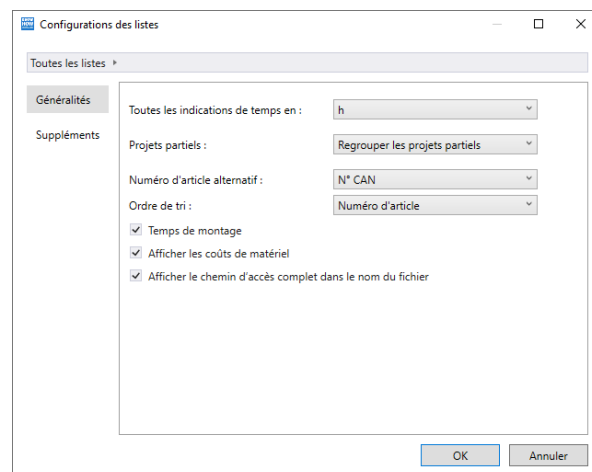 Configurations des listes
Toutes les listes
Généralités
Suppléments
Toutes les indications de temps en : h
Projets partiels : Regrouper les projets partiels
Numéro d'article alternatif : N° CAN
Ordre de tri : Numéro d'article
Temps de montage
Afficher les coûts de matériel
Afficher le chemin d'accès complet dans le nom du fichier
OK Annuler